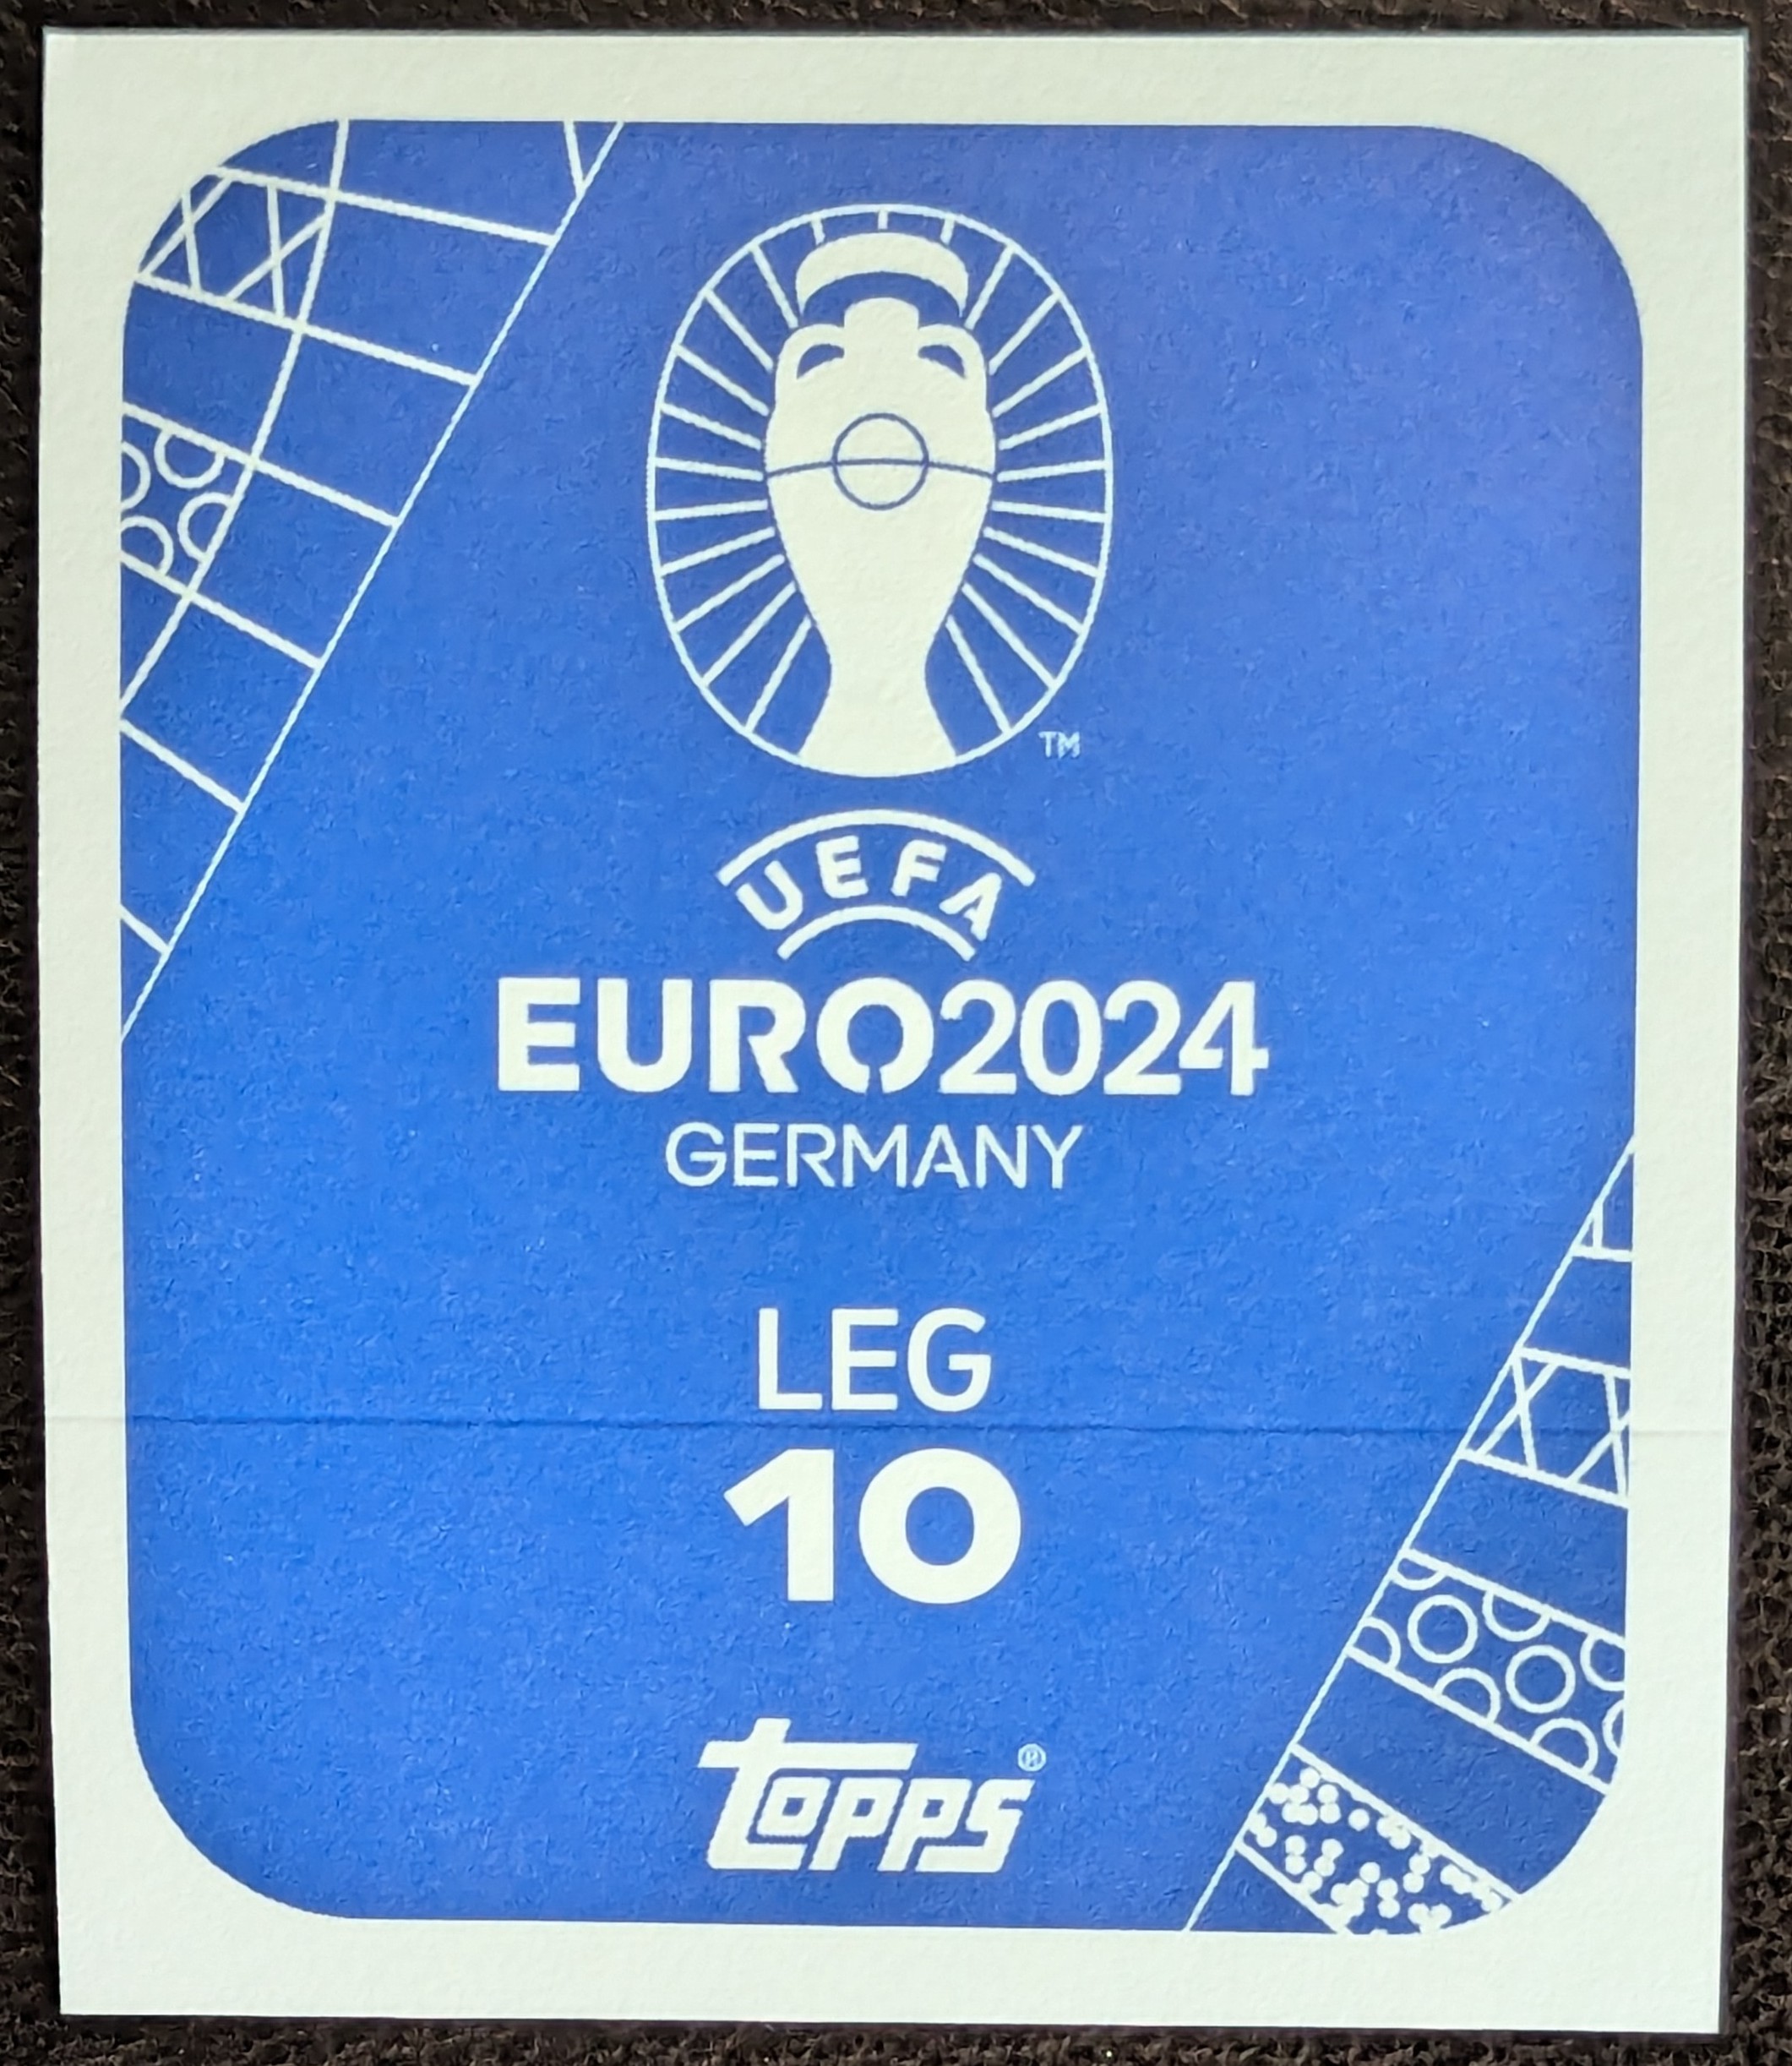 TM
UEFA
EURO2024
GERMANY
LEG
10
topps®